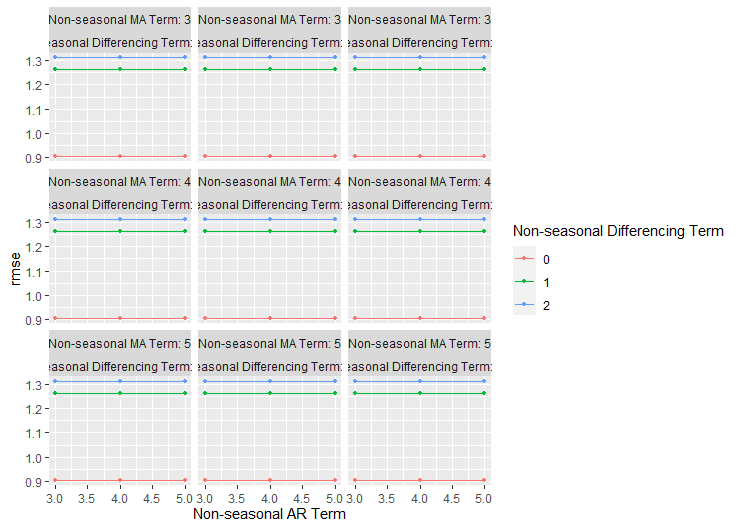 Non-seasonal MA Term: 3 Non-seasonal MA Term: 3 Non-seasonal MA Term: 3
easonal Differencing Term: easonal Differencing Term: easonal Differencing Term:
1.3
1.2
1.1
1.0
0.9
Non-seasonal MA Term: 4 Non-seasonal MA Term: 4 Non-seasonal MA Term: 4
easonal Differencing Term: easonal Differencing Term: easonal Differencing Term:
1.3
1.2
1.1
1.0
0.9
Non-seasonal MA Term: 5 Non-seasonal MA Term: 5 Non-seasonal MA Term: 5
easonal Differencing Term: easonal Differencing Term: easonal Differencing Term:
1.3
1.2
1.1
1.0
0.9
rmse
3.0 3.5 4.0 4.5 5.0 3.0 3.5 4.0 4.5 5.0 3.0 3.5 4.0 4.5 5.0
Non-seasonal AR Term
Non-seasonal Differencing Term
0
1
2